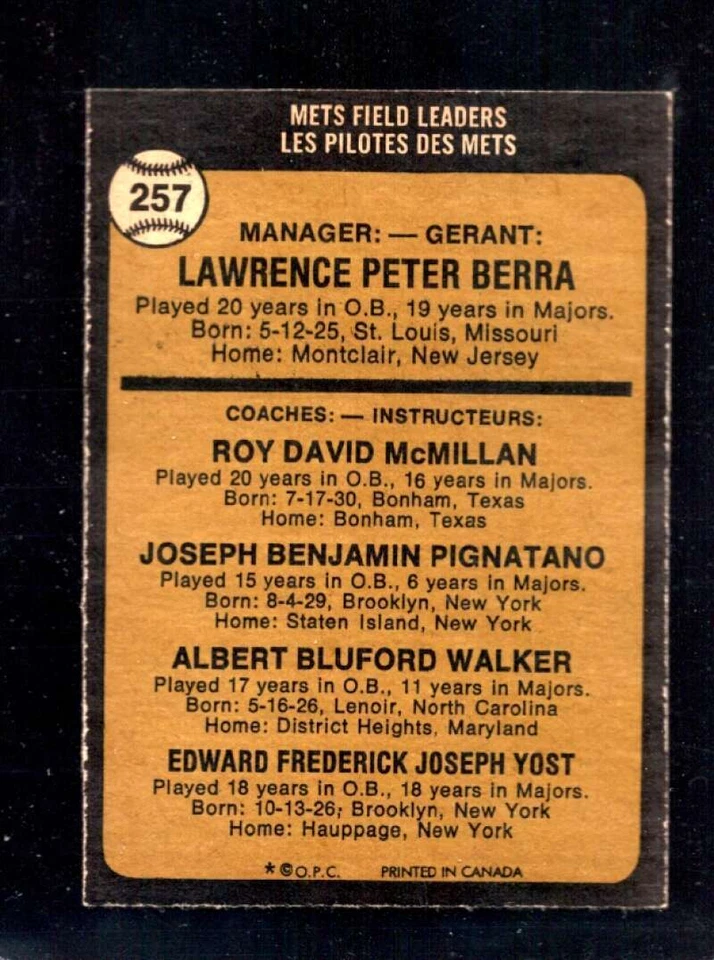 METS FIELD LEADERS
LES PILOTES DES METS
257
MANAGER: — GERANT:
LAWRENCE PETER BERRA
Played 20 years in O.B., 19 years in Majors.
Born: 5-12-25, St. Louis, Missouri
Home: Montclair, New Jersey
COACHES: — INSTRUCTEURS:
ROY DAVID McMILLAN
Played 20 years in O.B., 16 years in Majors.
Born: 7-17-30, Bonham, Texas
Home: Bonham, Texas
JOSEPH BENJAMIN PIGNATANO
Played 15 years in O.B., 6 years in Majors.
Born: 8-4-29, Brooklyn, New York
Home: Staten Island, New York
ALBERT BLUFORD WALKER
Played 17 years in O.B., 11 years in Majors.
Born: 5-16-26, Lenoir, North Carolina
Home: District Heights, Maryland
EDWARD FREDERICK JOSEPH YOST
Played 18 years in O.B., 18 years in Majors.
Born: 10-13-26, Brooklyn, New York
Home: Hauppage, New York
* © O.P.C. PRINTED IN CANADA